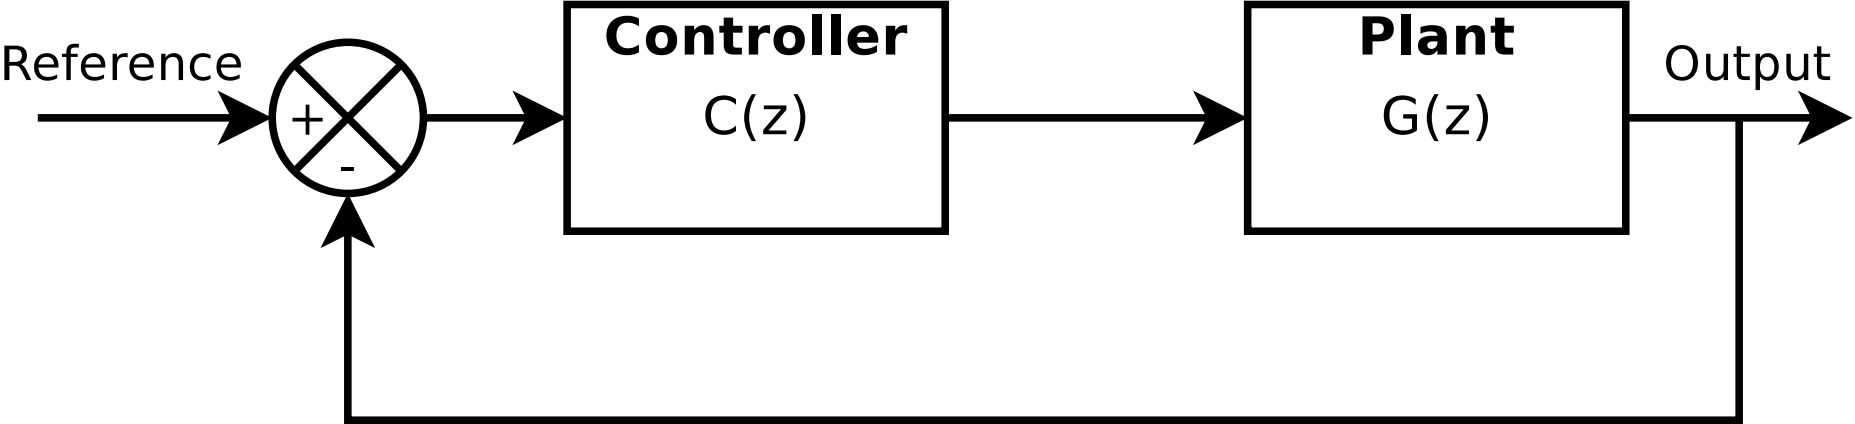 Reference
+
-
Controller
C(z)
Plant
G(z)
Output